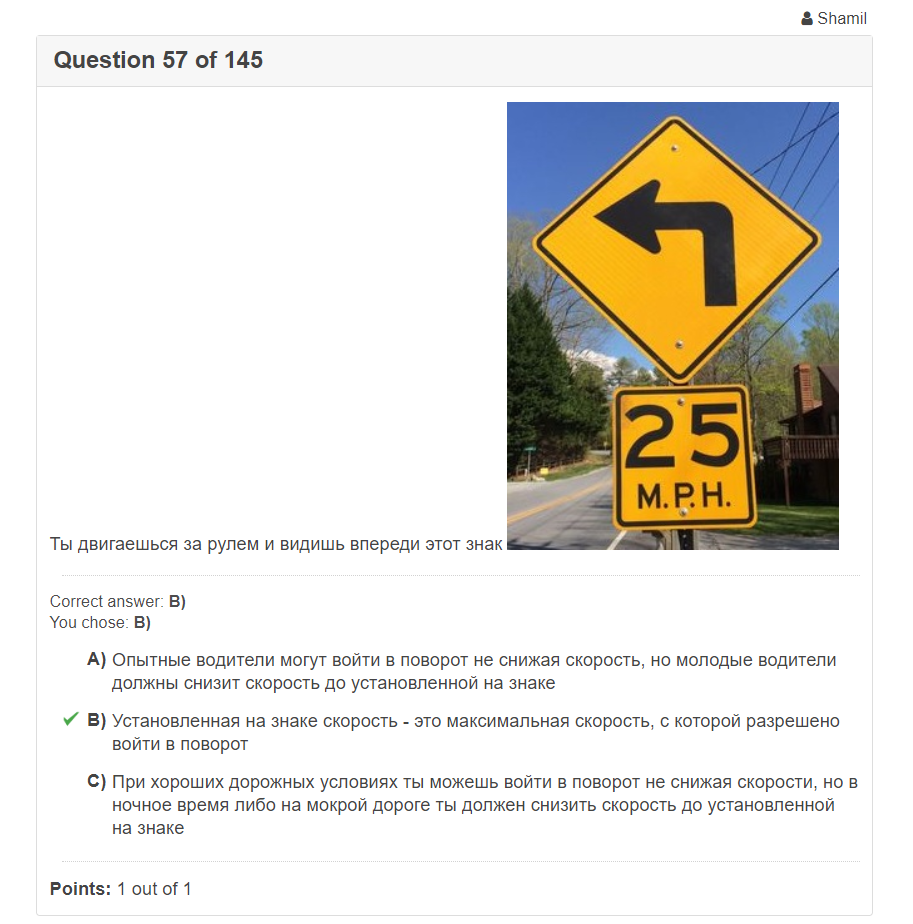 Shamil
Question 57 of 145
25
M.P.H.
Ты двигаешься за рулем и видишь впереди этот знак
Correct answer: B)
You chose: B)
A) Опытные водители могут войти в поворот не снижая скорость, но молодые водители
должны снизит скорость до установленной на знаке
B) Установленная на знаке скорость - это максимальная скорость, с которой разрешено
войти в поворот
C) При хороших дорожных условиях ты можешь войти в поворот не снижая скорости, но в
ночное время либо на мокрой дороге ты должен снизить скорость до установленной
на знаке
Points: 1 out of 1